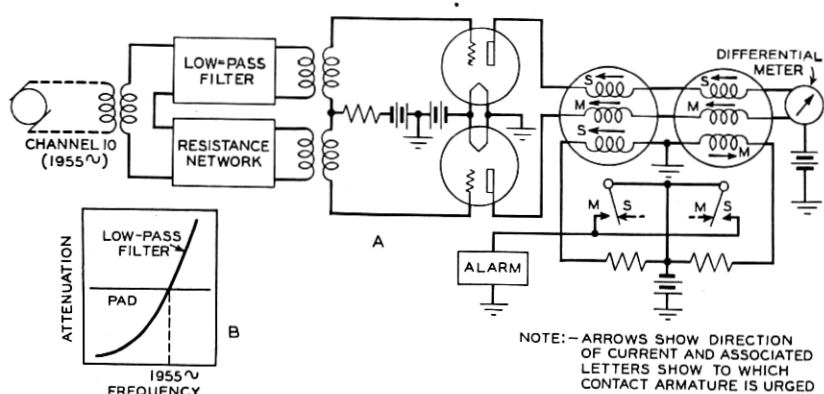 LOW-PASS
FILTER
RESISTANCE
NETWORK
CHANNEL 10
(1955~)
DIFFERENTIAL
METER
S
M
S
S
M
M
M
S
M
S
A
ALARM
ATTENUATION
LOW-PASS
FILTER
PAD
B
1955~
FREQUENCY
NOTE:- ARROWS SHOW DIRECTION
OF CURRENT AND ASSOCIATED
LETTERS SHOW TO WHICH
CONTACT ARMATURE IS URGED